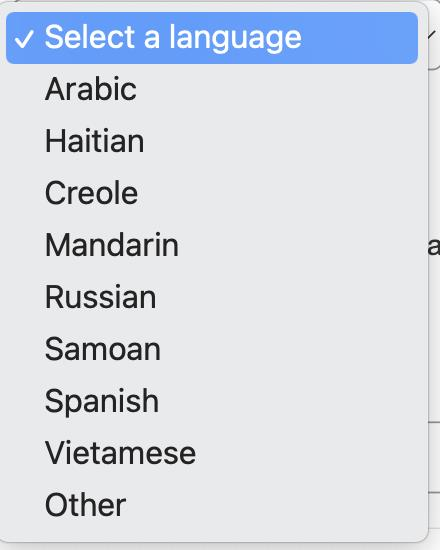 ✓ Select a language
Arabic
Haitian
Creole
Mandarin
Russian
Samoan
Spanish
Vietamese
Other